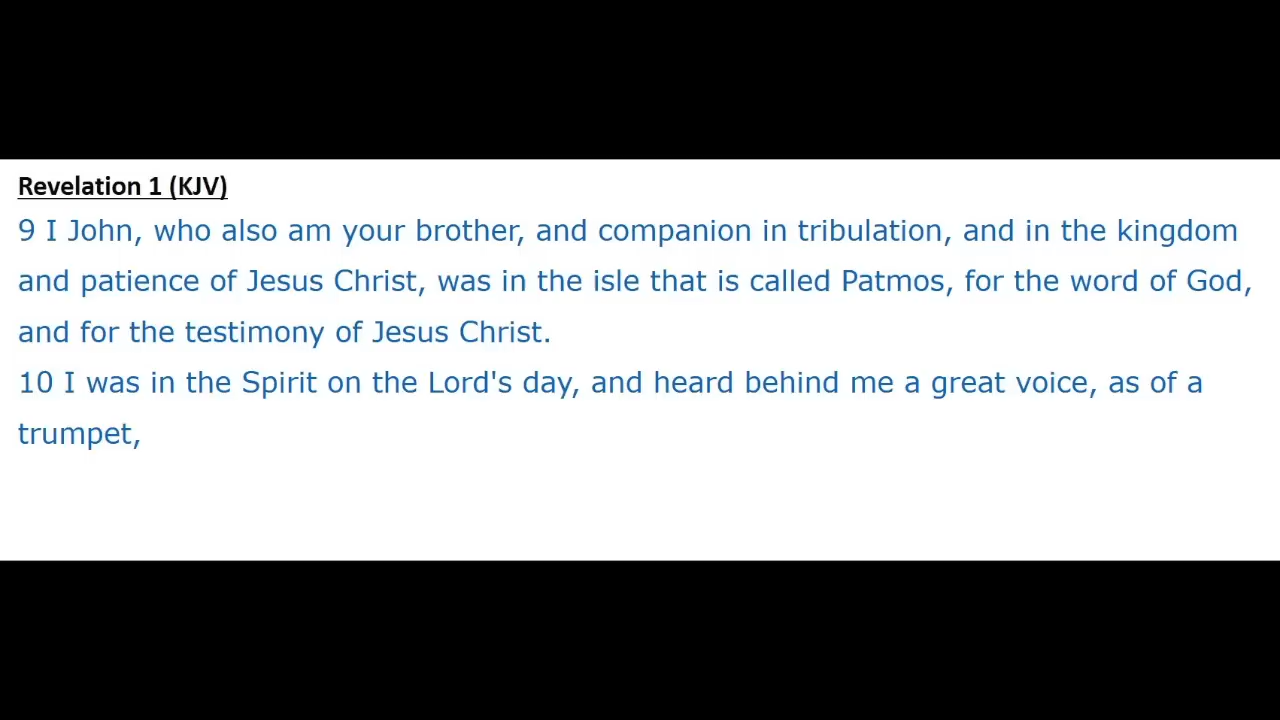 Revelation 1 (KJV)
9 I John, who also am your brother, and companion in tribulation, and in the kingdom
and patience of Jesus Christ, was in the isle that is called Patmos, for the word of God,
and for the testimony of Jesus Christ.
10 I was in the Spirit on the Lord's day, and heard behind me a great voice, as of a
trumpet,